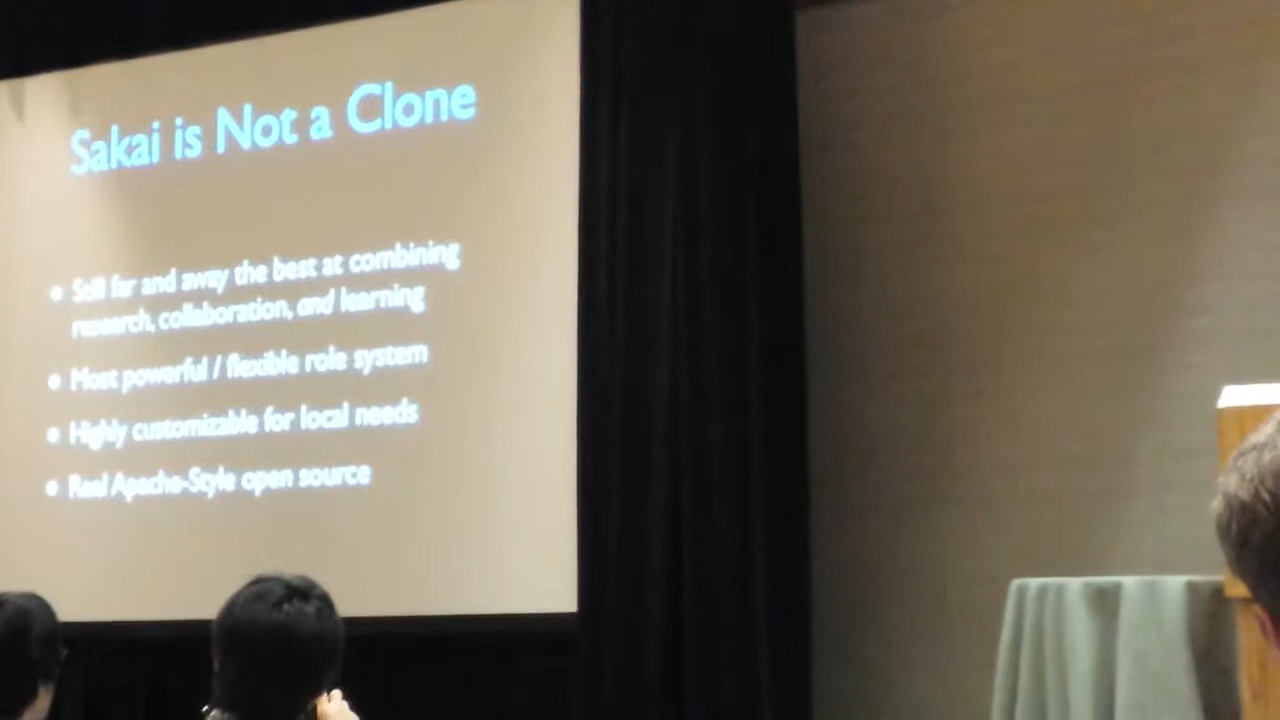 Sakai is Not a Clone
• Still far and away the best at combining
research, collaboration, and learning
• Most powerful / flexible role system
• Highly customizable for local needs
• Real Apache-Style open source